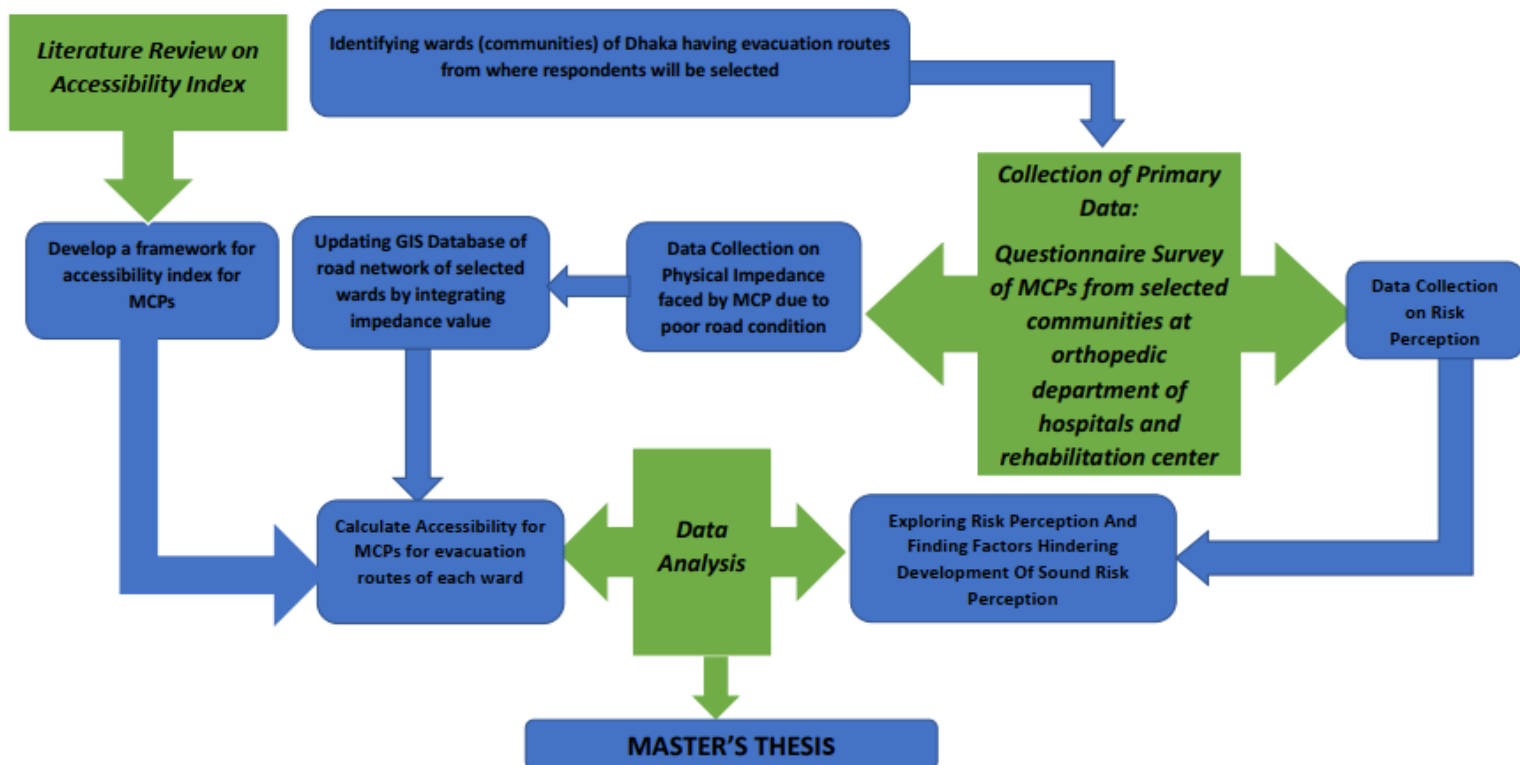 Literature Review on
Accessibility Index
Identifying wards (communities) of Dhaka having evacuation routes
from where respondents will be selected
Collection of Primary
Data:
Questionnaire Survey
of MCPs from selected
communities at
orthopedic
department of
hospitals and
rehabilitation center
Develop a framework for
accessibility index for
MCPs
Updating GIS Database of
road network of selected
wards by integrating
impedance value
Data Collection on
Physical Impedance
faced by MCP due to
poor road condition
Data Collection
on Risk
Perception
Calculate Accessibility for
MCPs for evacuation
routes of each ward
Data
Analysis
Exploring Risk Perception And
Finding Factors Hindering
Development Of Sound Risk
Perception
MASTER'S THESIS